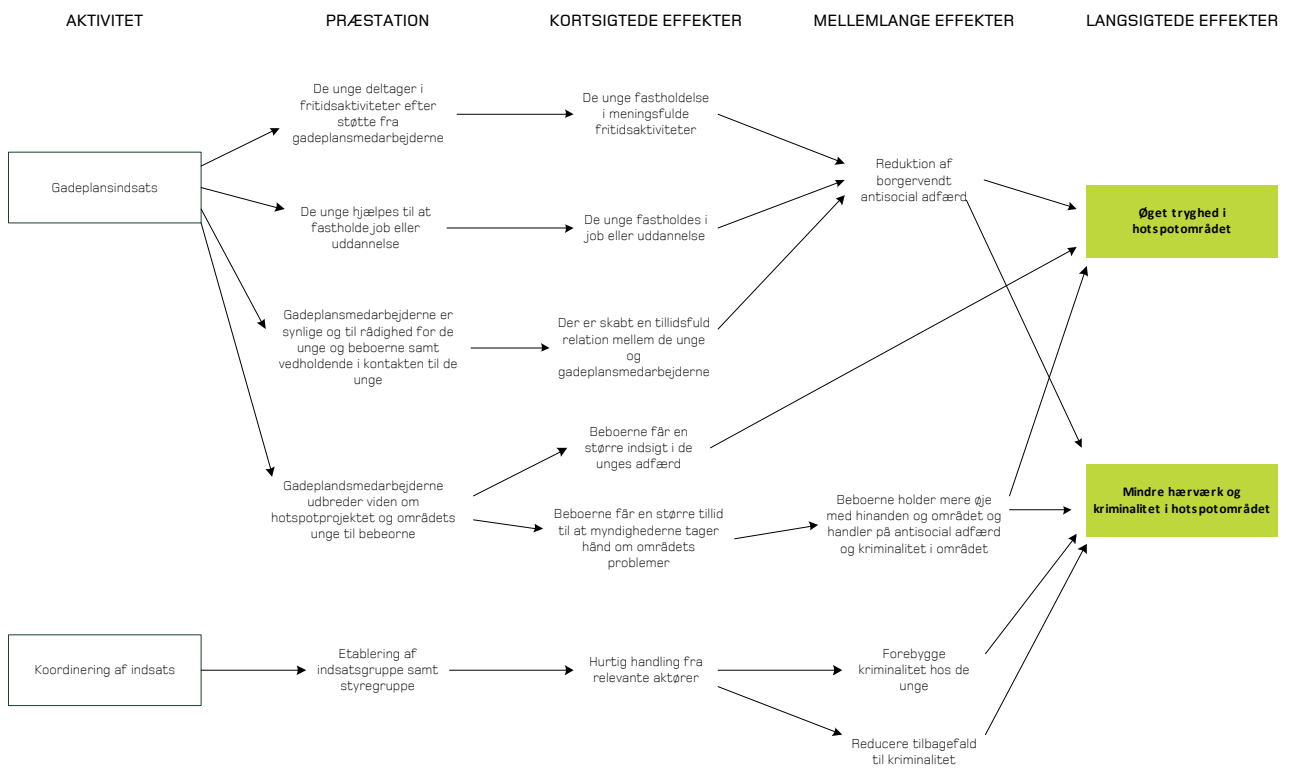 AKTIVITET
PRÆSTATION
KORTSIGTEDE EFFEKTER
MELLEMLANGE EFFEKTER
LANGSIGTEDE EFFEKTER
Gadeplansindsats
De unge deltager i
fritidsaktiviteter efter
støtte fra
gadeplansmedarbejderne
De unge fastholdelse
i meningsfulde
fritidsaktiviteter
Reduktion af
borgervendt
antisocial adfærd
Øget tryghed i
hotspotområdet
De unge hjælpes til at
fastholde job eller
uddannelse
De unge fastholdes i
job eller uddannelse
Gadeplansmedarbejderne er
synlige og til rådighed for de
unge og beboerne samt
vedholdende i kontakten til de
unge
Der er skabt en tillidsfuld
relation mellem de unge
og
gadeplansmedarbejderne
Gadeplandsmedarbejderne
udbreder viden om
hotspotprojektet og områdets
unge til bebeorne
Beboerne får en
større indsigt i de
unges adfærd
Beboerne får en større tillid
til at myndighederne tager
hånd om områdets
problemer
Beboerne holder mere øje
med hinanden og området og
handler på antisocial adfærd
og kriminalitet i området
Mindre hærværk og
kriminalitet i hotspotområdet
Koordinering af indsats
Etablering af
indsatsgruppe samt
styregruppe
Hurtig handling fra
relevante aktører
Forebygge
kriminalitet hos de
unge
Reducere tilbagefald
til kriminalitet